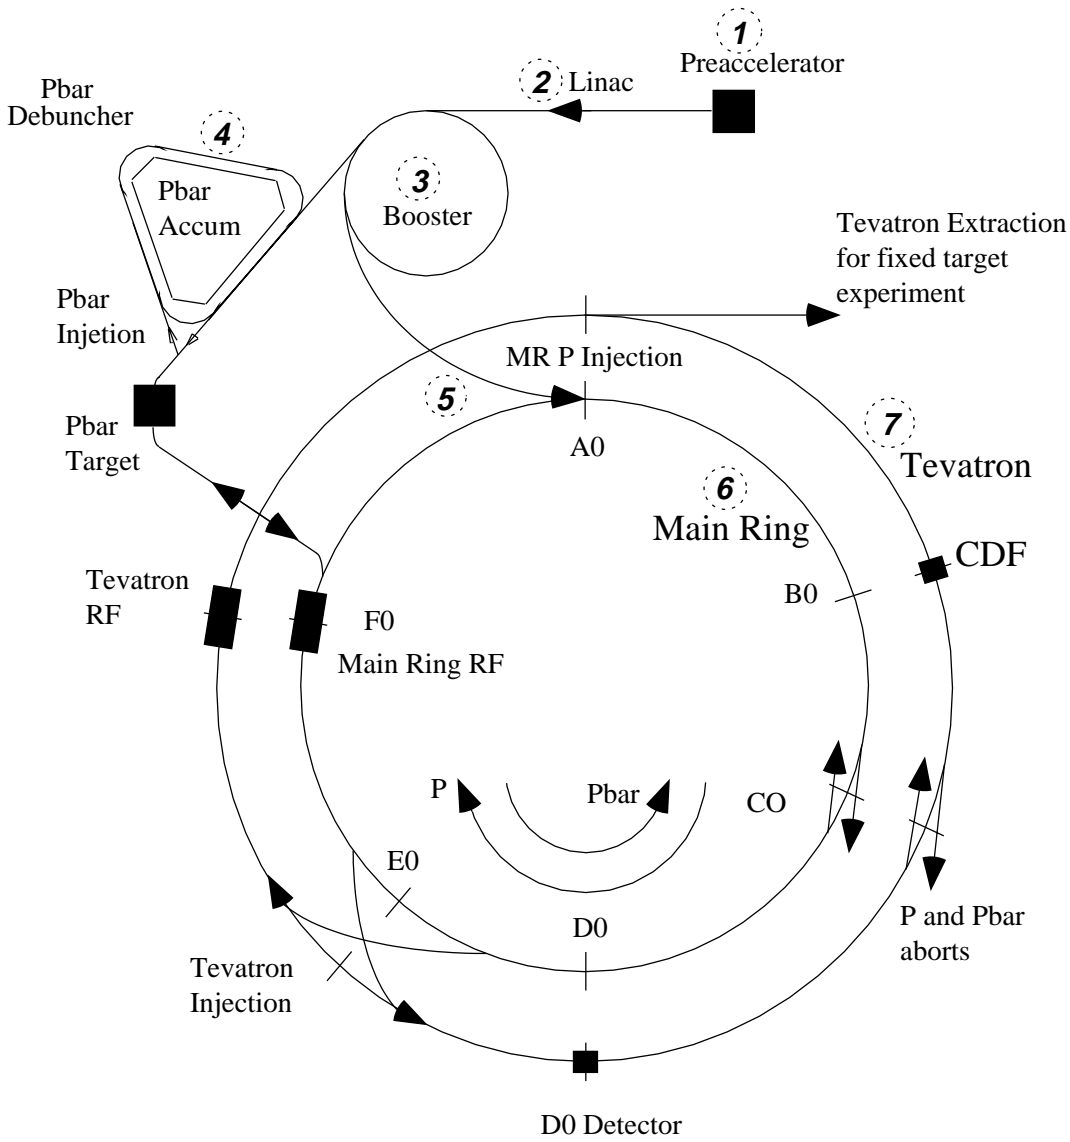 1
Preaccelerator
2 Linac
Pbar
Debuncher
4
3
Booster
Pbar
Accum
Tevatron Extraction
for fixed target
experiment
Pbar
Injetion
MR P Injection
5
A0
7
Tevatron
Pbar
Target
6
Main Ring
CDF
Tevatron
RF
B0
F0
Main Ring RF
P
Pbar
CO
E0
D0
P and Pbar
aborts
Tevatron
Injection
D0 Detector